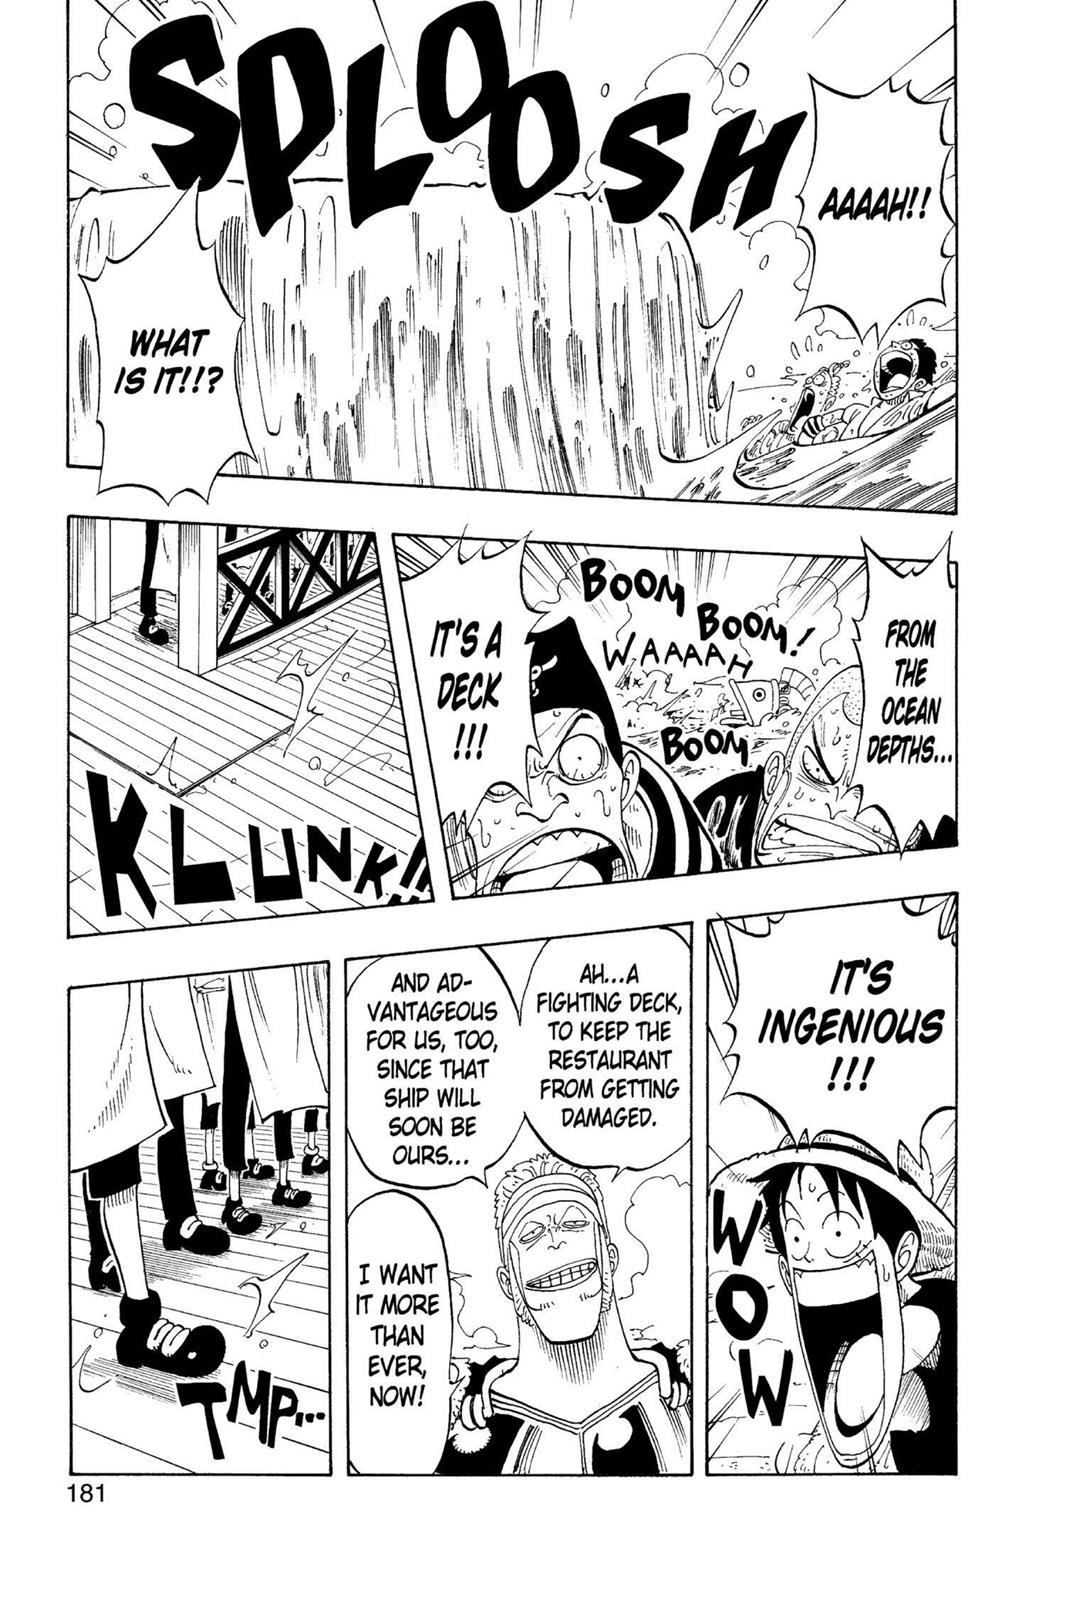 SPLOOSH
AAAAH!!
WHAT
IS IT!!?
FROM
THE
OCEAN
DEPTHS...
BOOM
BOOM!
WAAAAH
BOOM
IT'S A
DECK
!!!
KLUNK!!
IT'S
INGENIOUS
!!!
WOW
AH...A
FIGHTING DECK,
TO KEEP THE
RESTAURANT
FROM GETTING
DAMAGED.
AND AD-
VANTAGEOUS
FOR US, TOO,
SINCE THAT
SHIP WILL
SOON BE
OURS...
I WANT
IT MORE
THAN
EVER,
NOW!
TMP...
181